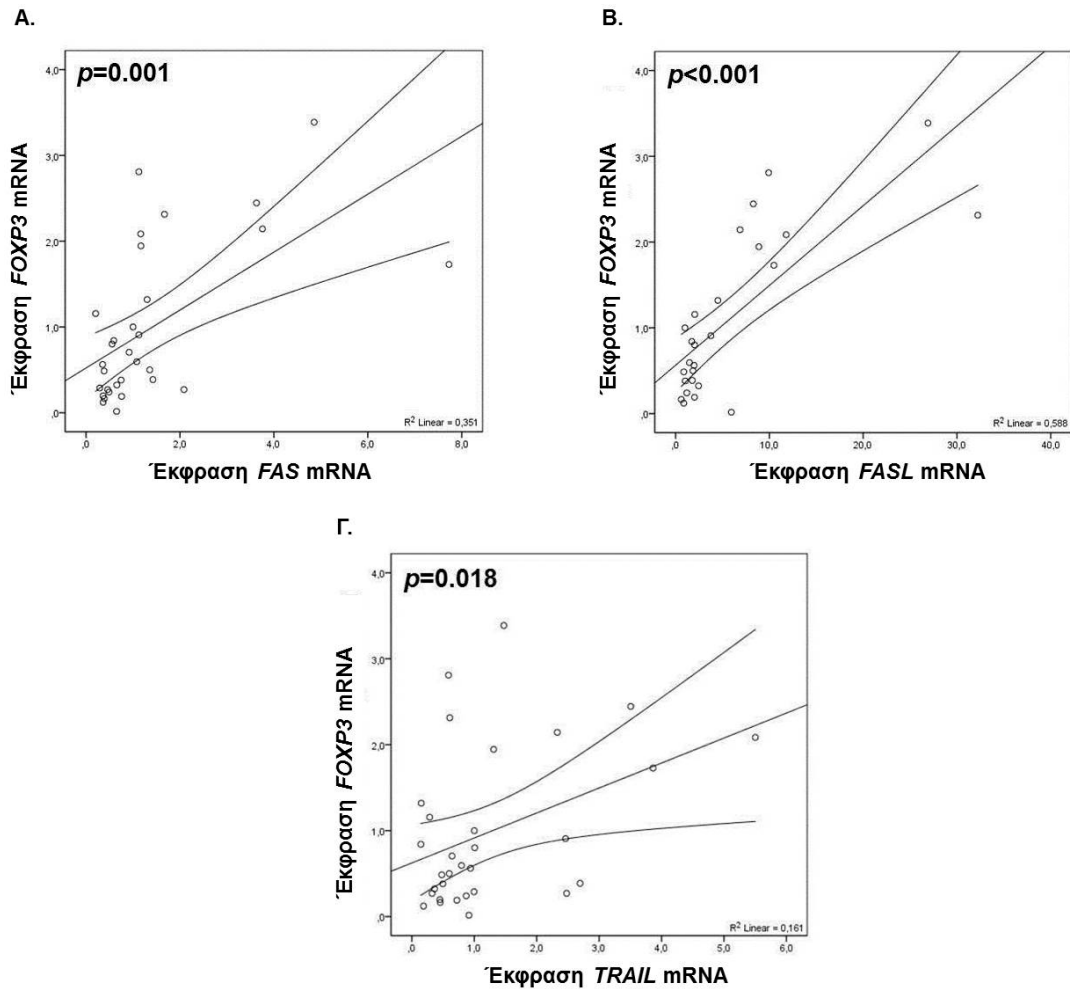 Α.
p=0.001
4,0
3,0
2,0
1,0
,0
,0
2,0
4,0
6,0
8,0
R² Linear = 0,351
Έκφραση FOXP3 mRNA
Έκφραση FAS mRNA
Β.
p<0.001
4,0
3,0
2,0
1,0
,0
,0
10,0
20,0
30,0
40,0
R² Linear = 0,588
Έκφραση FOXP3 mRNA
Έκφραση FASL mRNA
Γ.
p=0.018
4,0
3,0
2,0
1,0
,0
,0
1,0
2,0
3,0
4,0
5,0
6,0
R² Linear = 0,161
Έκφραση FOXP3 mRNA
Έκφραση TRAIL mRNA